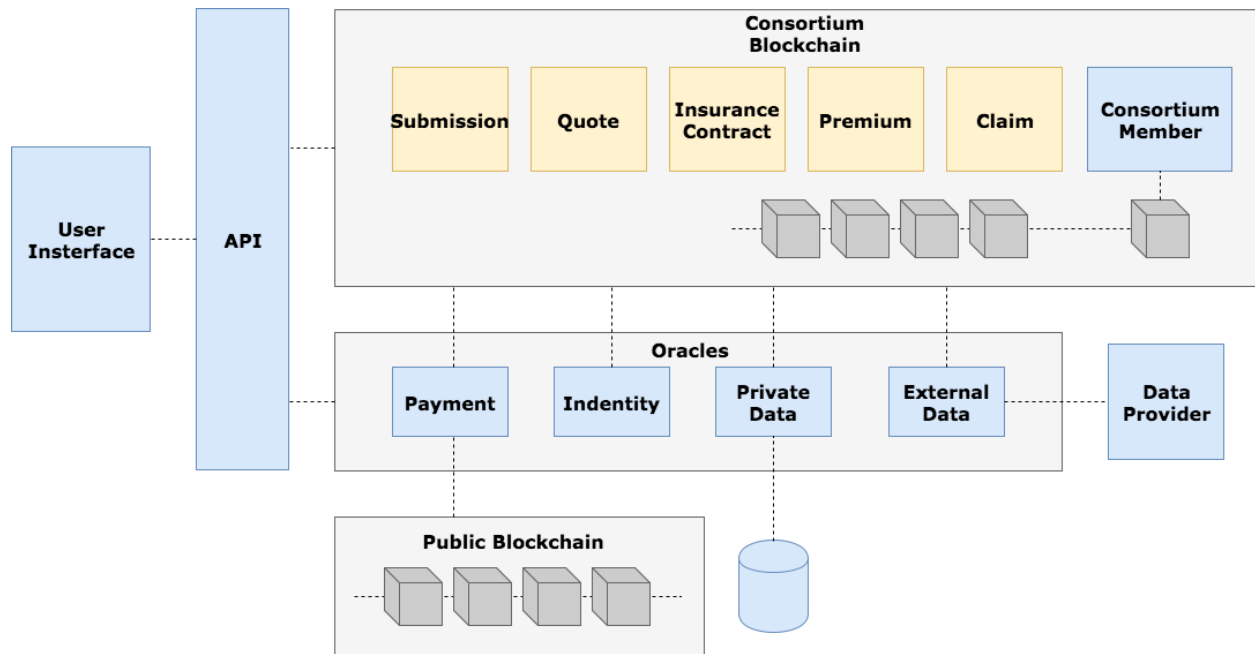 Consortium
Blockchain
Submission
Quote
Insurance
Contract
Premium
Claim
Consortium
Member
User
Insterface
API
Oracles
Payment
Indentity
Private
Data
External
Data
Data
Provider
Public Blockchain